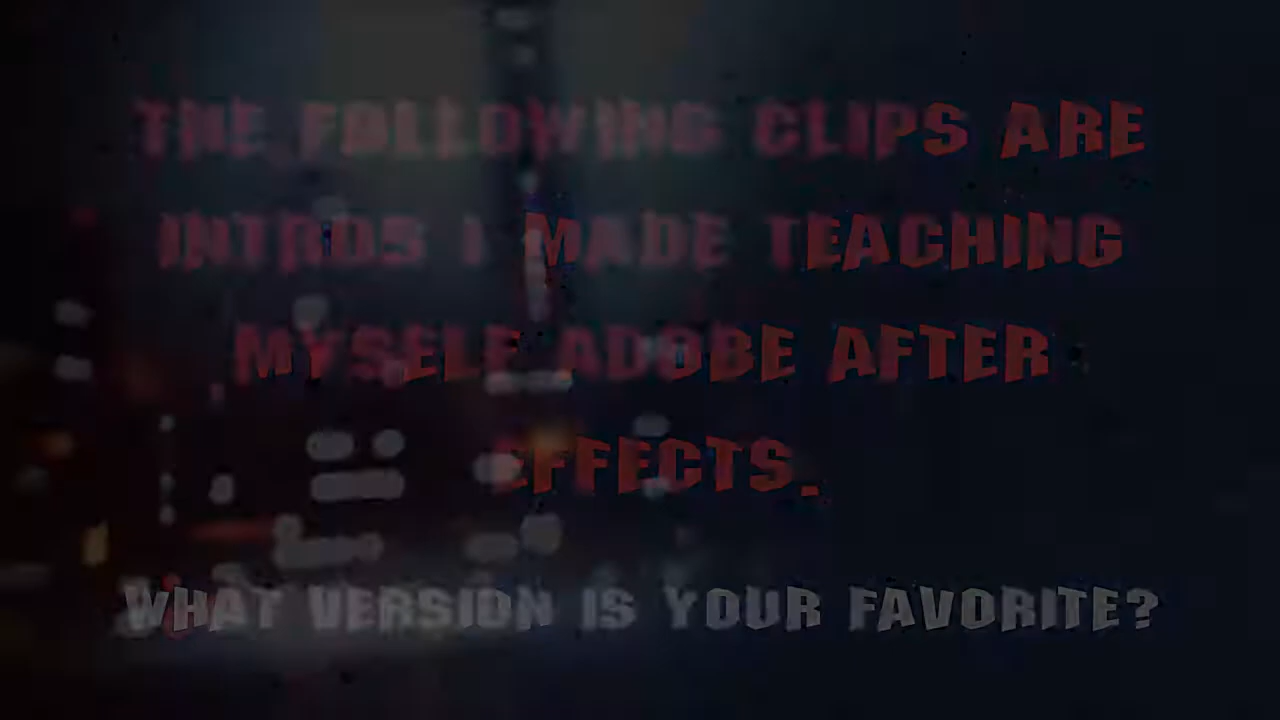 THE FOLLOWING CLIPS ARE
INTROS I MADE TEACHING
MYSELF ADOBE AFTER
EFFECTS.
WHAT VERSION IS YOUR FAVORITE?